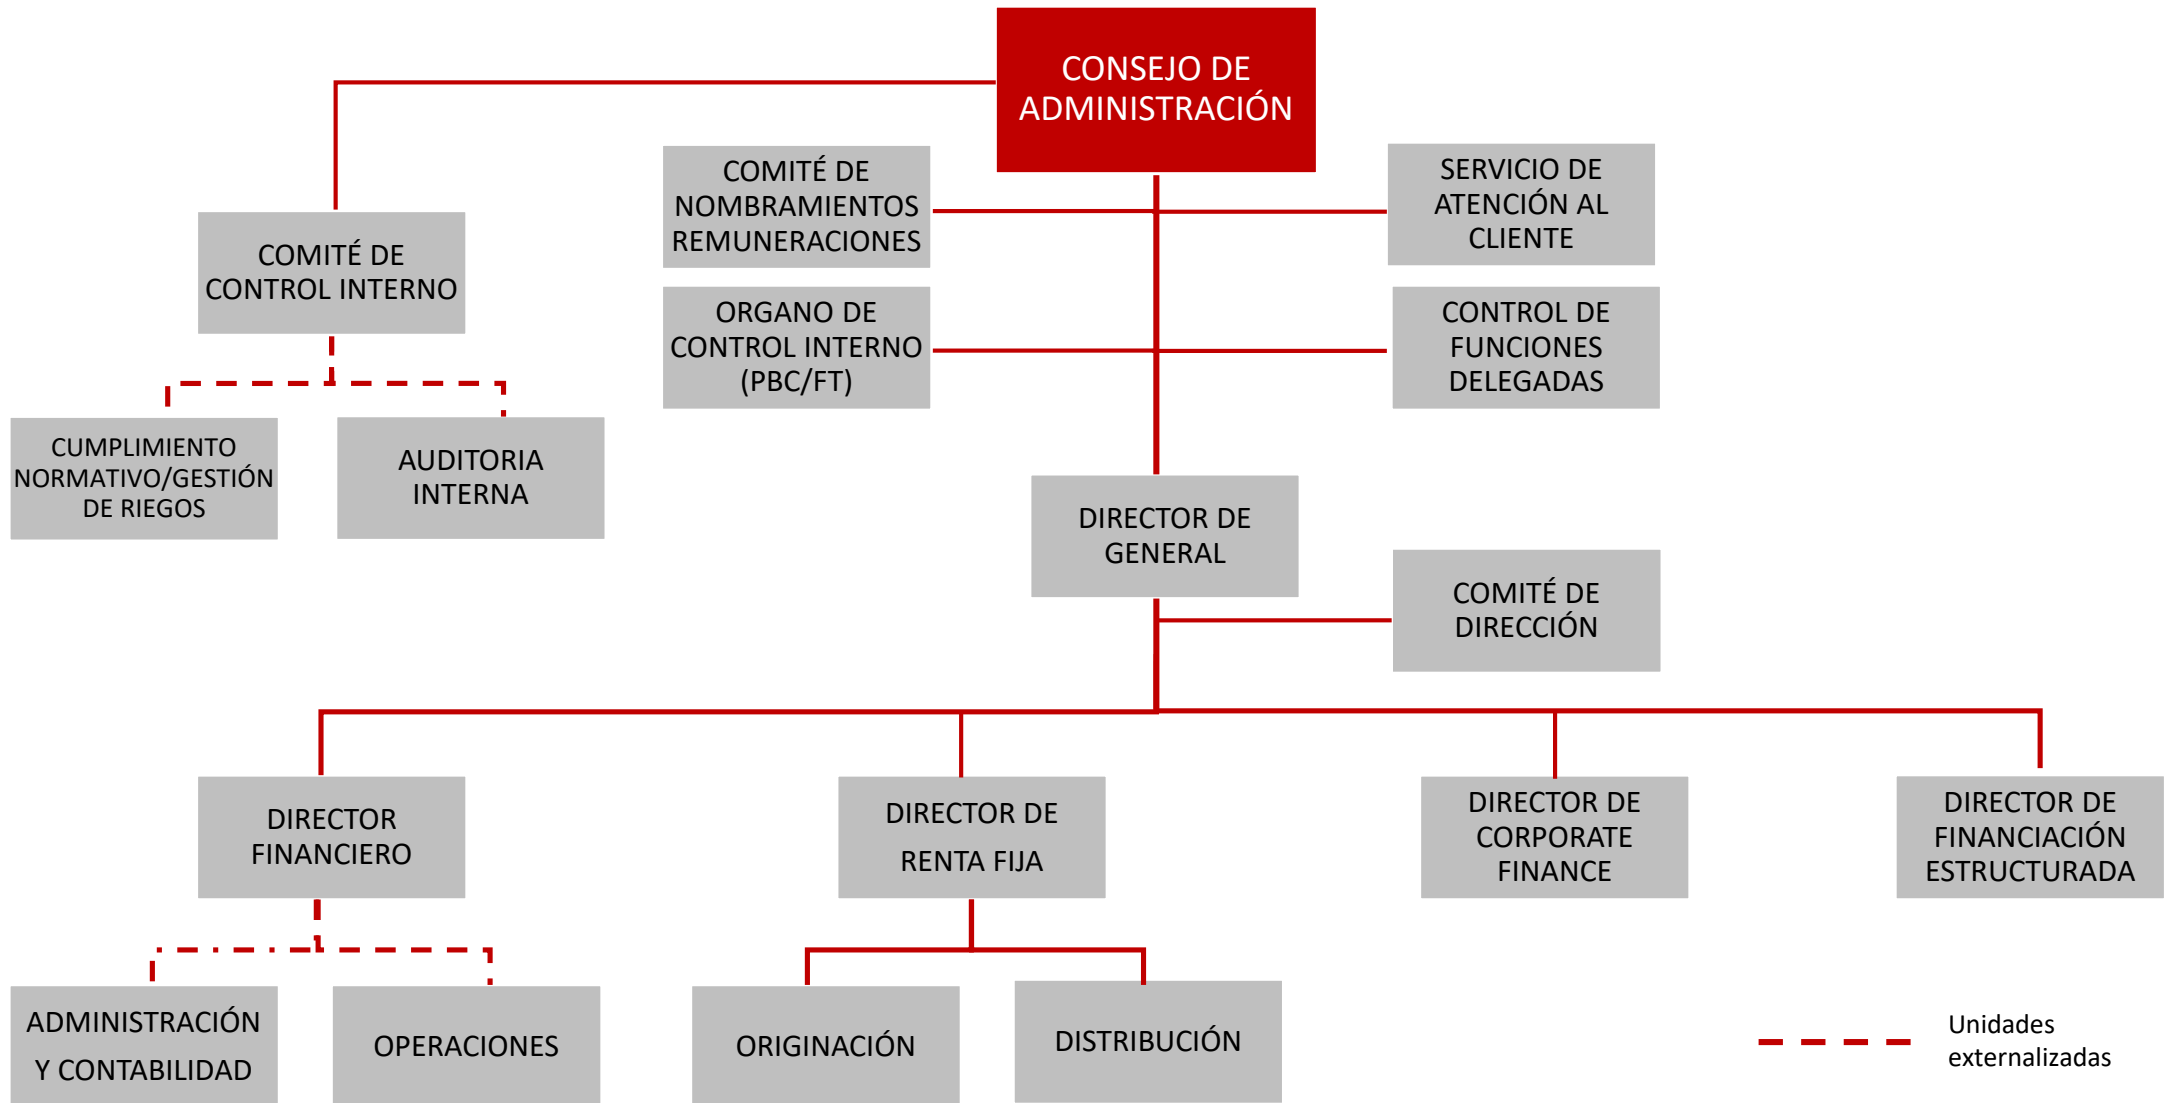 CONSEJO DE
ADMINISTRACIÓN
COMITÉ DE
NOMBRAMIENTOS
REMUNERACIONES
SERVICIO DE
ATENCIÓN AL
CLIENTE
COMITÉ DE
CONTROL INTERNO
ORGANO DE
CONTROL INTERNO
(PBC/FT)
CONTROL DE
FUNCIONES
DELEGADAS
CUMPLIMIENTO
NORMATIVO/GESTIÓN
DE RIEGOS
AUDITORIA
INTERNA
DIRECTOR DE
GENERAL
COMITÉ DE
DIRECCIÓN
DIRECTOR
FINANCIERO
DIRECTOR DE
RENTA FIJA
DIRECTOR DE
CORPORATE
FINANCE
DIRECTOR DE
FINANCIACIÓN
ESTRUCTURADA
ADMINISTRACIÓN
Y CONTABILIDAD
OPERACIONES
ORIGINACIÓN
DISTRIBUCIÓN
Unidades
externalizadas